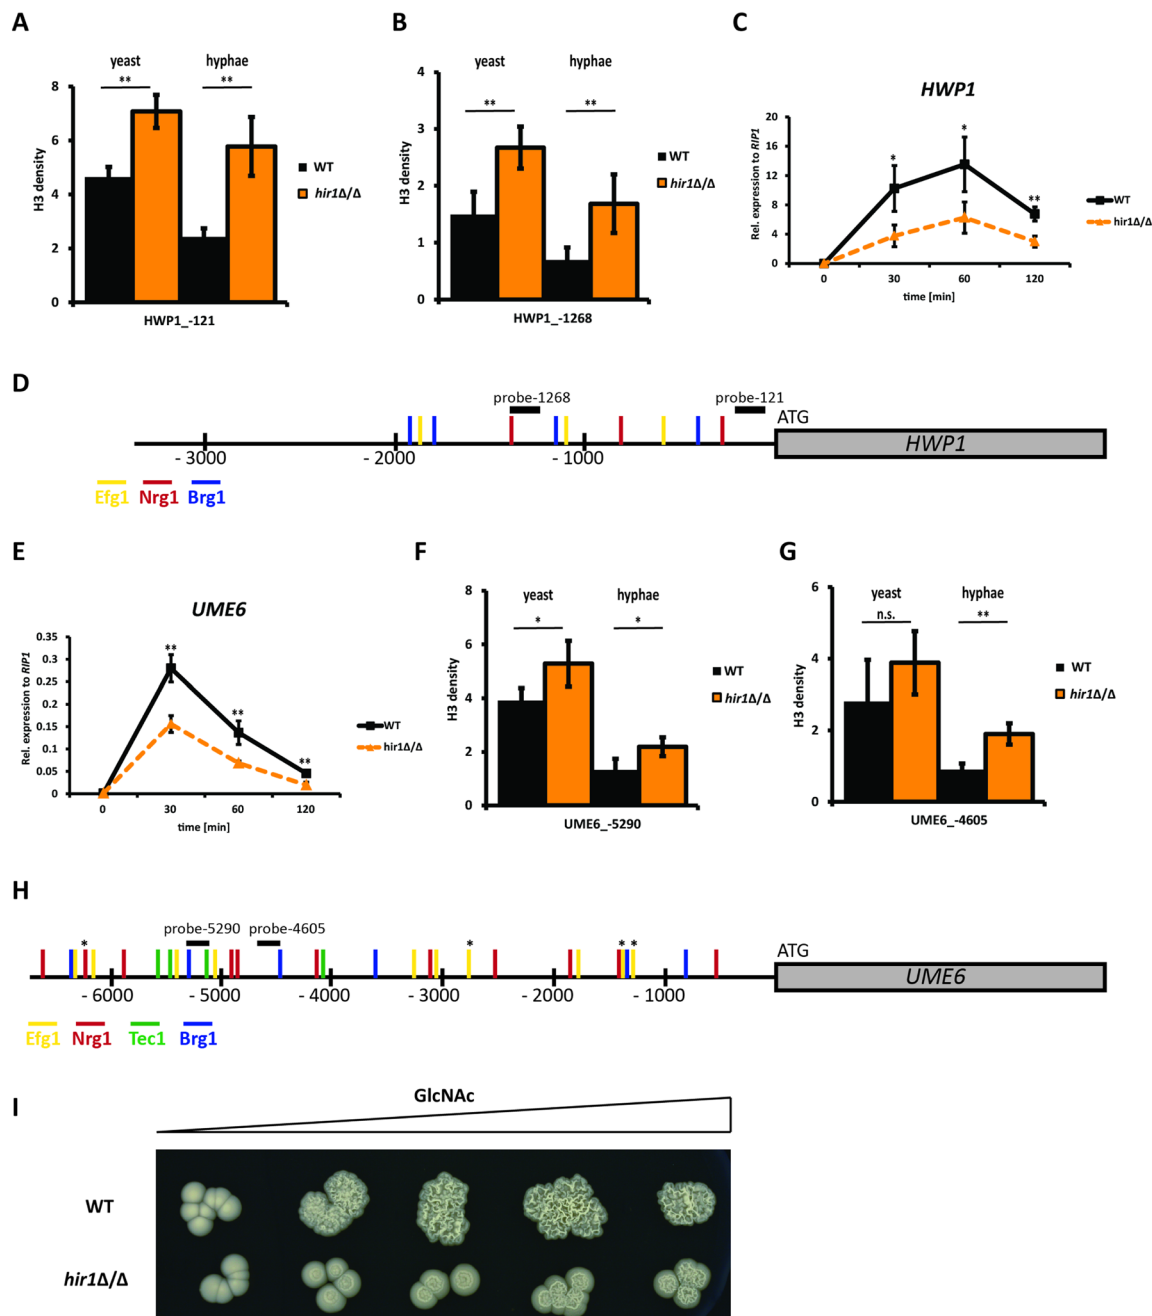 A
yeast
hyphae
**
**
8
6
4
2
0
H3 density
HWP1_-121
WT
hir1Δ/Δ
B
yeast
hyphae
**
**
4
3
2
1
0
H3 density
HWP1_-1268
WT
hir1Δ/Δ
C
HWP1
20
16
12
8
4
0
Rel. expression to RIP1
*
*
**
0
30
60
120
time [min]
WT
hir1Δ/Δ
D
probe-1268
probe-121
ATG
HWP1
- 3000
- 2000
- 1000
Efg1
Nrg1
Brg1
E
UME6
0.35
0.3
0.25
0.2
0.15
0.1
0.05
0
Rel. expression to RIP1
**
**
**
0
30
60
120
time [min]
WT
hir1Δ/Δ
F
yeast
hyphae
*
*
8
6
4
2
0
H3 density
UME6_-5290
WT
hir1Δ/Δ
G
yeast
hyphae
n.s.
**
6
4
2
0
H3 density
UME6_-4605
WT
hir1Δ/Δ
H
probe-5290
probe-4605
*
*
*
*
ATG
UME6
- 6000
- 5000
- 4000
- 3000
- 2000
- 1000
Efg1
Nrg1
Tec1
Brg1
I
GlcNAc
WT
hir1Δ/Δ